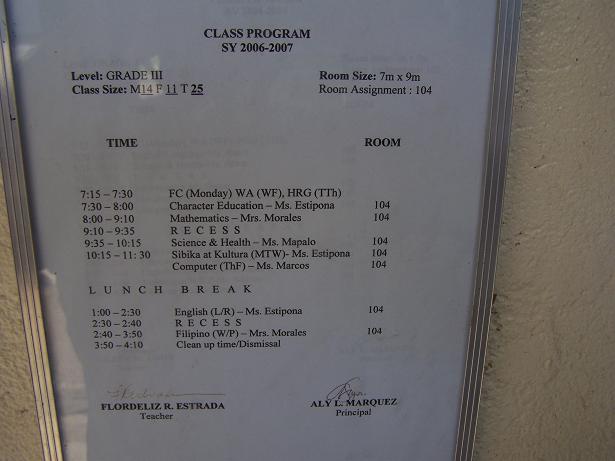 CLASS PROGRAM
SY 2006-2007
Level: GRADE III Room Size: 7m x 9m
Class Size: M14 F 11 T 25 Room Assignment : 104
TIME ROOM
7:15 – 7:30 FC (Monday) WA (WF), HRG (TTh)
7:30 – 8:00 Character Education – Ms. Estipona 104
8:00 – 9:10 Mathematics – Mrs. Morales 104
9:10 – 9:35 R E C E S S
9:35 – 10:15 Science & Health – Ms. Mapalo 104
10:15 – 11: 30 Sibika at Kultura (MTW)- Ms. Estipona 104
Computer (ThF) – Ms. Marcos 104
L U N C H B R E A K
1:00 – 2:30 English (L/R) – Ms. Estipona 104
2:30 – 2:40 R E C E S S
2:40 – 3:50 Filipino (W/P) – Mrs. Morales 104
3:50 – 4:10 Clean up time/Dismissal
FLORDELIZ R. ESTRADA ALY L. MARQUEZ
Teacher Principal